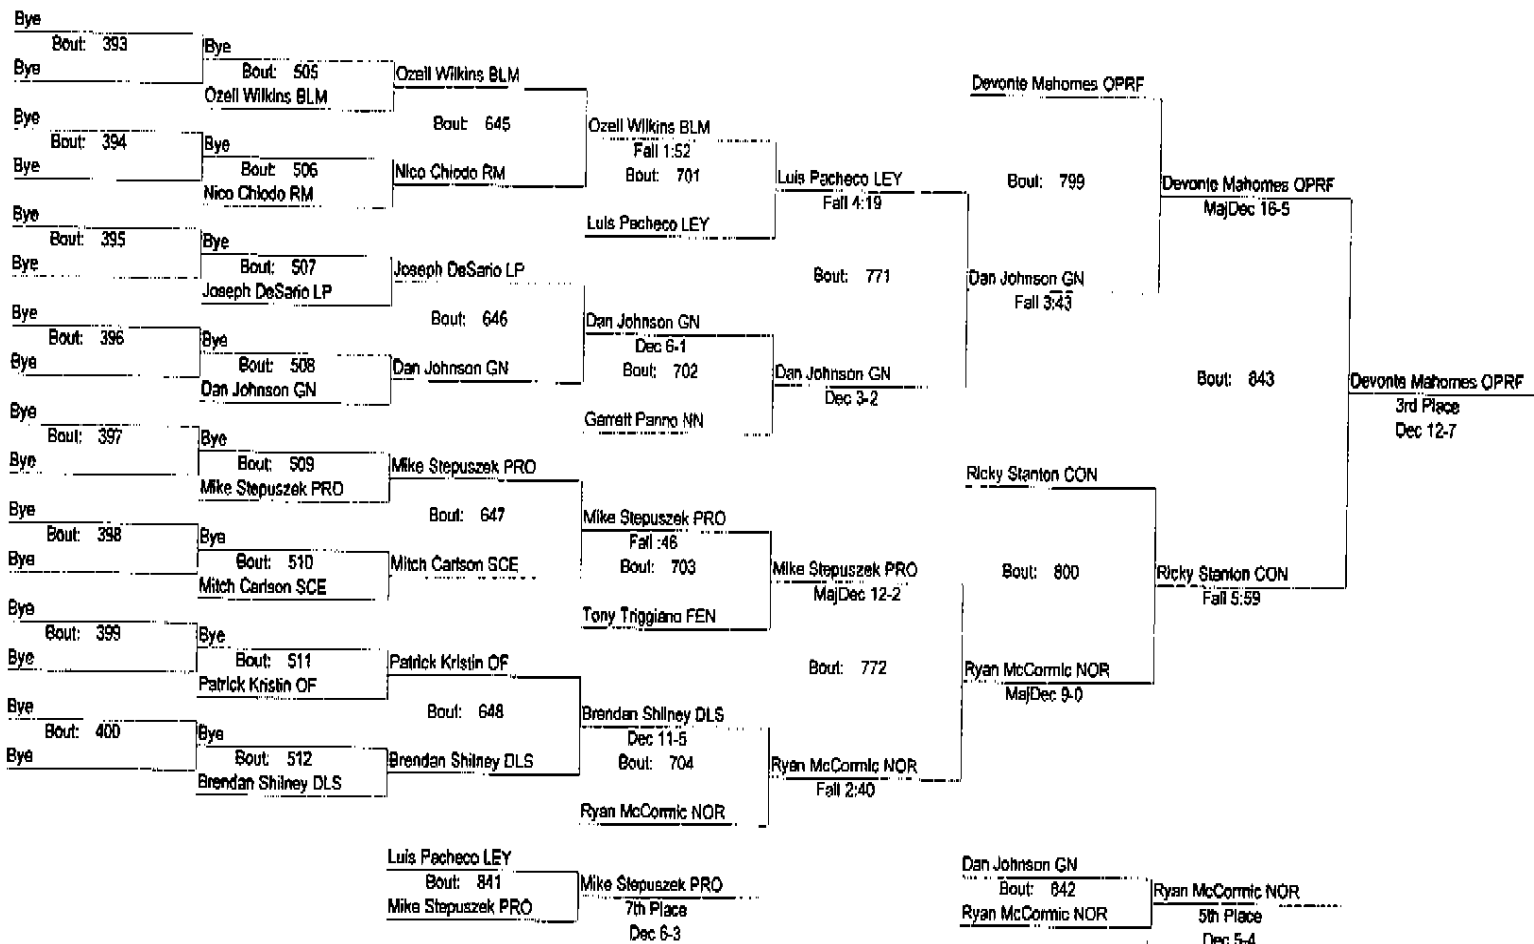 Bye
Bout: 393
Bye
Bye
Bout: 505
Ozell Wilkins BLM
Ozell Wilkins BLM
Bye
Bout: 394
Bye
Bye
Bout: 506
Nico Chiodo RM
Bout: 645
Nico Chiodo RM
Ozell Wilkins BLM
Fall 1:52
Bout: 701
Luis Pacheco LEY
Luis Pacheco LEY
Fall 4:19
Bye
Bout: 395
Bye
Bye
Bout: 507
Joseph DeSario LP
Joseph DeSario LP
Bye
Bout: 396
Bye
Bye
Bout: 508
Dan Johnson GN
Bout: 646
Dan Johnson GN
Dan Johnson GN
Dec 6-1
Bout: 702
Garrett Panno NN
Dan Johnson GN
Dec 3-2
Bout: 771
Dan Johnson GN
Fall 3:43
Devonte Mahomes OPRF
Bout: 799
Devonte Mahomes OPRF
MajDec 16-5
Bye
Bout: 397
Bye
Bye
Bout: 509
Mike Stepuszek PRO
Mike Stepuszek PRO
Bye
Bout: 398
Bye
Bye
Bout: 510
Mitch Carlson SCE
Bout: 647
Mitch Carlson SCE
Mike Stepuszek PRO
Fall :46
Bout: 703
Tony Triggiano FEN
Mike Stepuszek PRO
MajDec 12-2
Bye
Bout: 399
Bye
Bye
Bout: 511
Patrick Kristin OF
Patrick Kristin OF
Bye
Bout: 400
Bye
Bye
Bout: 512
Brendan Shilney DLS
Bout: 648
Brendan Shilney DLS
Brendan Shilney DLS
Dec 11-5
Bout: 704
Ryan McCormic NOR
Ryan McCormic NOR
Fall 2:40
Bout: 772
Ryan McCormic NOR
MajDec 9-0
Ricky Stanton CON
Bout: 800
Ricky Stanton CON
Fall 5:59
Bout: 843
Devonte Mahomes OPRF
3rd Place
Dec 12-7
Luis Pacheco LEY
Bout: 841
Mike Stepuszek PRO
Mike Stepuszek PRO
7th Place
Dec 6-3
Dan Johnson GN
Bout: 842
Ryan McCormic NOR
Ryan McCormic NOR
5th Place
Dec 5-4